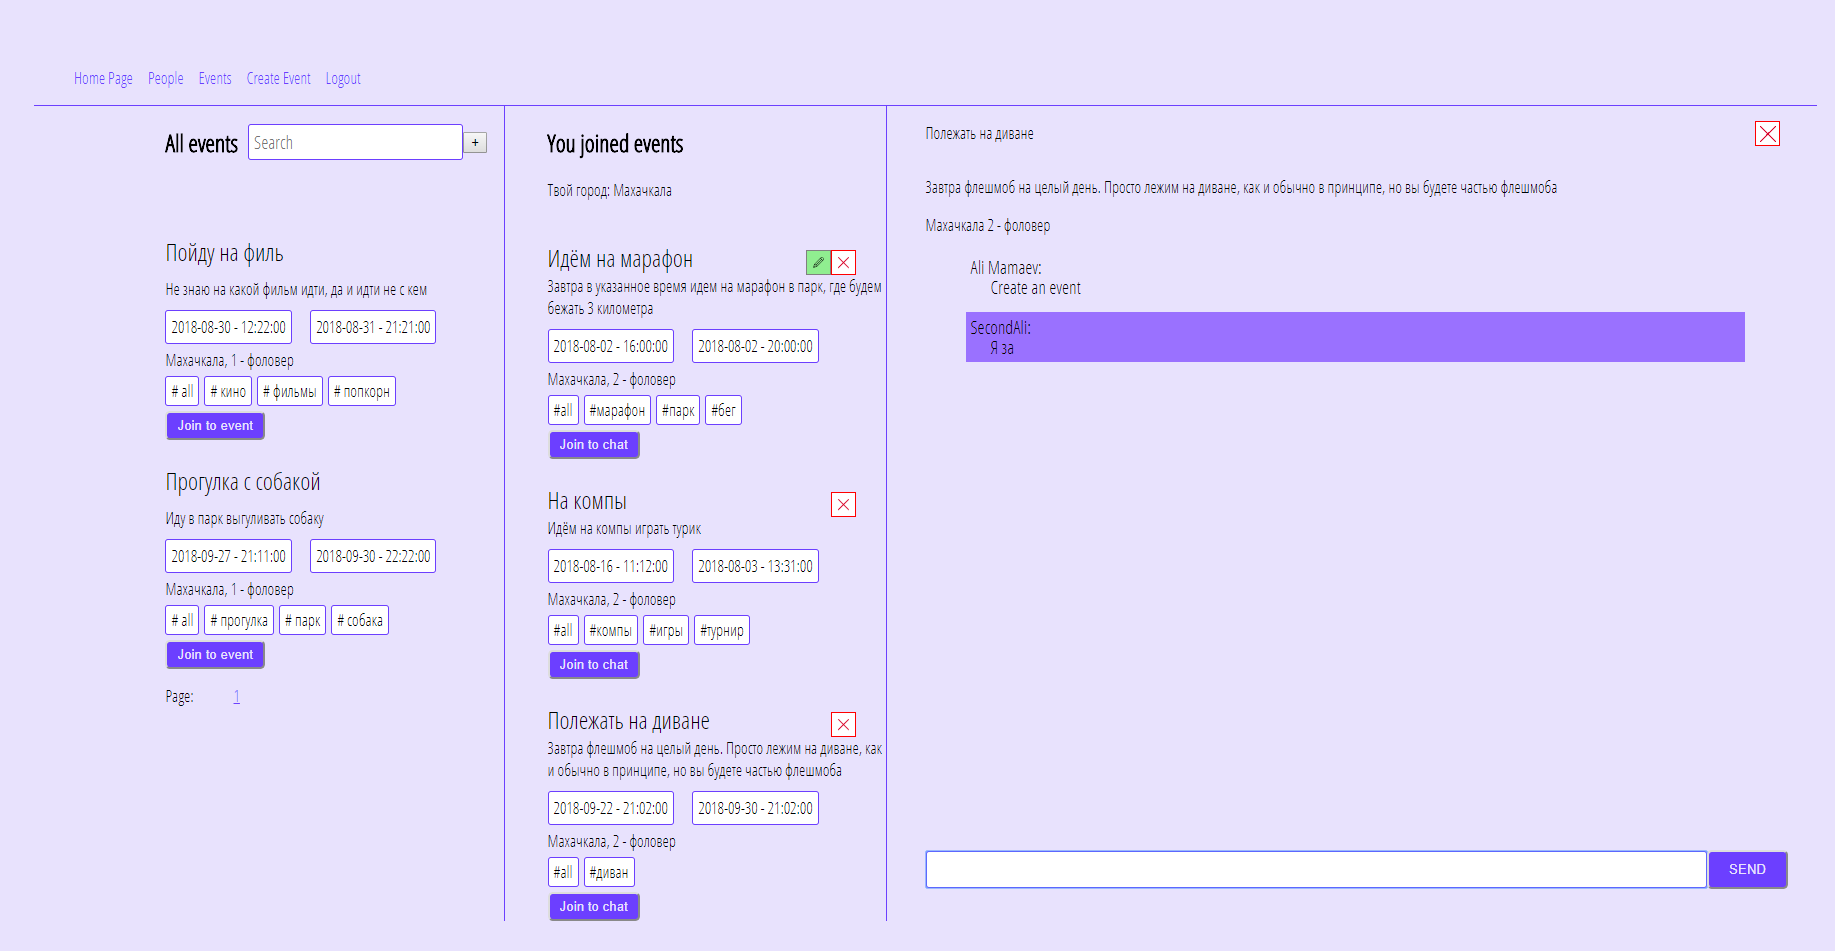 Home Page People Events Create Event Logout
All events Search +
Пойду на филь
Не знаю на какой фильм идти, да и идти не с кем
2018-08-30 - 12:22:00 2018-08-31 - 21:21:00
Махачкала, 1 - фоловер
# all # кино # фильмы # попкорн
Join to event
Прогулка с собакой
Иду в парк выгуливать собаку
2018-09-27 - 21:11:00 2018-09-30 - 22:22:00
Махачкала, 1 - фоловер
# all # прогулка # парк # собака
Join to event
Page: 1
You joined events
Твой город: Махачкала
Идём на марафон
Завтра в указанное время идем на марафон в парк, где будем
бежать 3 километра
2018-08-02 - 16:00:00 2018-08-02 - 20:00:00
Махачкала, 2 - фоловер
#all #марафон #парк #бег
Join to chat
На компы
Идём на компы играть турик
2018-08-16 - 11:12:00 2018-08-03 - 13:31:00
Махачкала, 2 - фоловер
#all #компы #игры #турнир
Join to chat
Полежать на диване
Завтра флешмоб на целый день. Просто лежим на диване, как
и обычно в принципе, но вы будете частью флешмоба
2018-09-22 - 21:02:00 2018-09-30 - 21:02:00
Махачкала, 2 - фоловер
#all #диван
Join to chat
Полежать на диване
Завтра флешмоб на целый день. Просто лежим на диване, как и обычно в принципе, но вы будете частью флешмоба
Махачкала 2 - фоловер
Ali Mamaev:
Create an event
SecondAli:
Я за
SEND